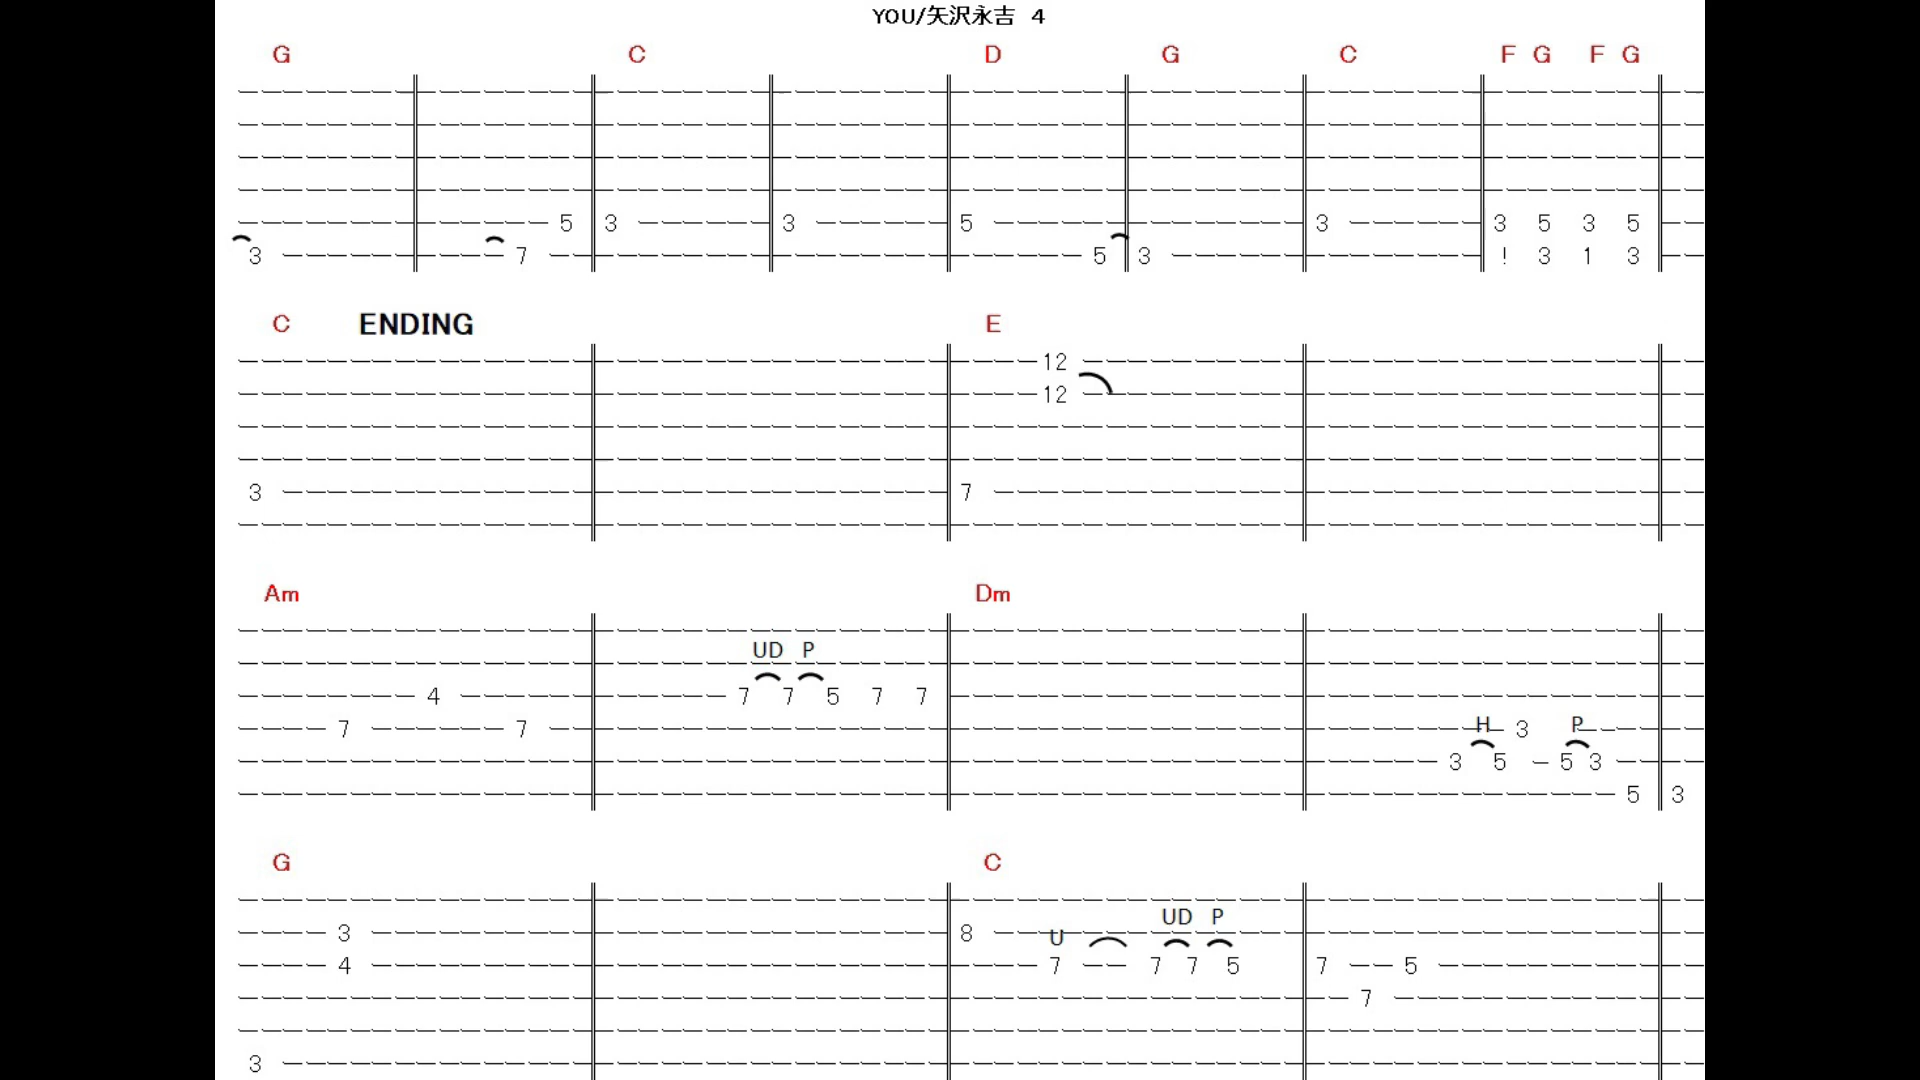 YOU/矢沢永吉 4
G C D G C F G F G
5 3 3 5 3 3 5 3 5
3 7 5 3 ! 3 1 3
C ENDING E
12
12
3 7
Am Dm
UD P
4 7 7 5 7 7
7 7 H 3 P
3 5 5 3
5 3
G C
UD P
3 8 U
4 7 7 7 5 7 5
7
3